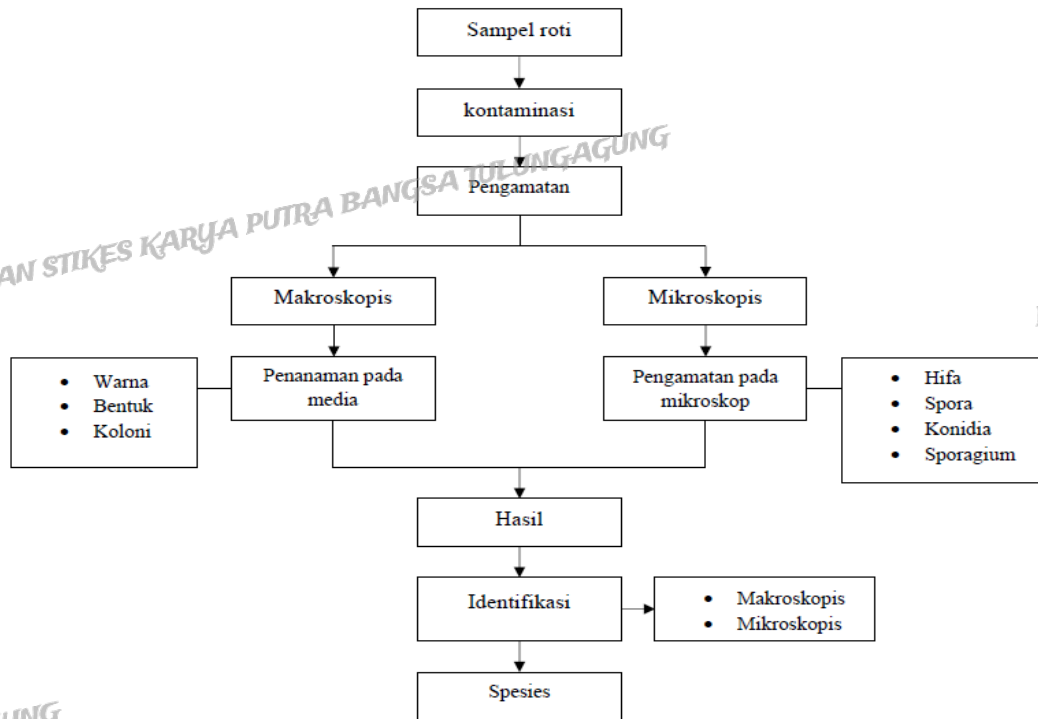 Sampel roti
kontaminasi
Pengamatan
AN STIKES KARYA PUTRA BANGSA TULUNGAGUNG
Makroskopis
Mikroskopis
• Warna
• Bentuk
• Koloni
Penanaman pada
media
Pengamatan pada
mikroskop
• Hifa
• Spora
• Konidia
• Sporagium
Hasil
Identifikasi
• Makroskopis
• Mikroskopis
Spesies
UNG